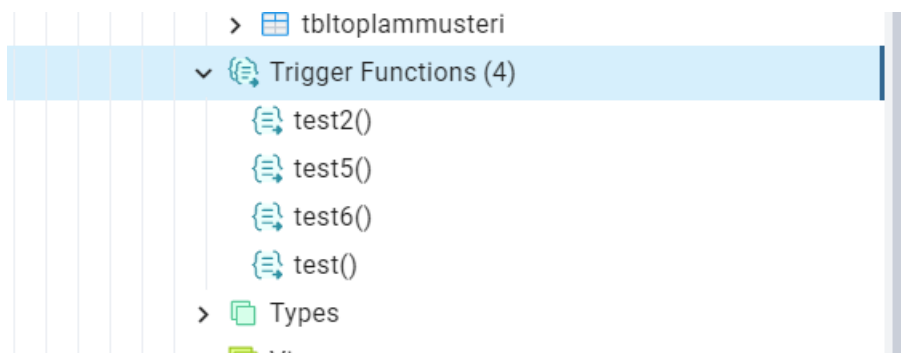 tbltoplammusteri
Trigger Functions (4)
test2()
test5()
test6()
test()
Types